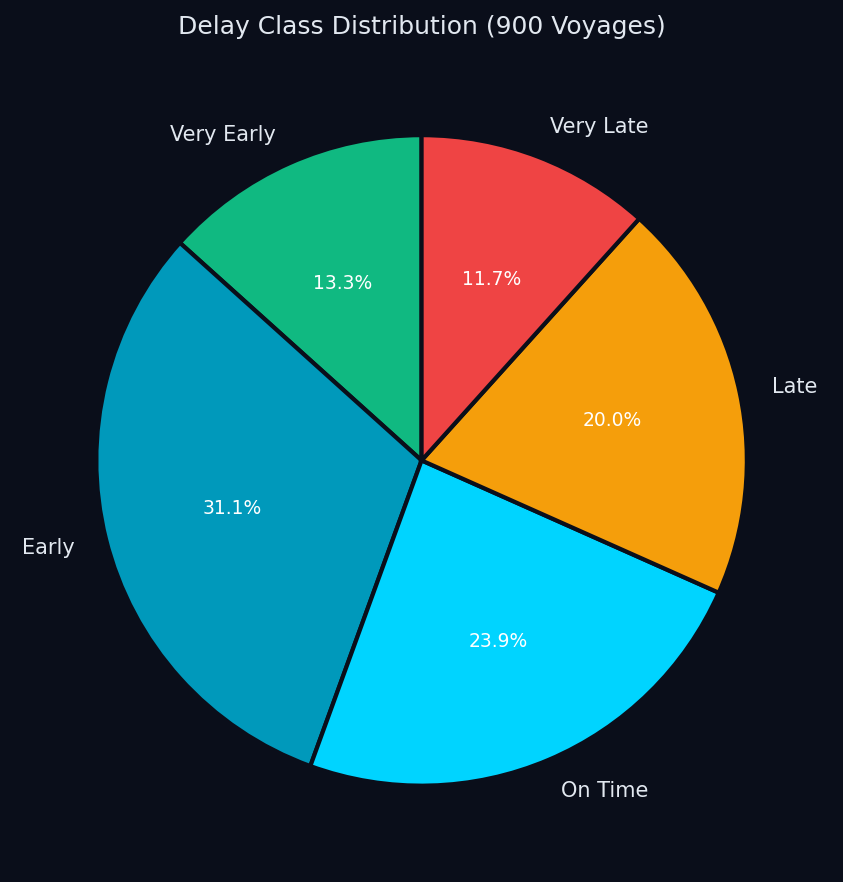 Delay Class Distribution (900 Voyages)
Very Late
Very Early
11.7%
13.3%
Late
20.0%
31.1%
Early
23.9%
On Time